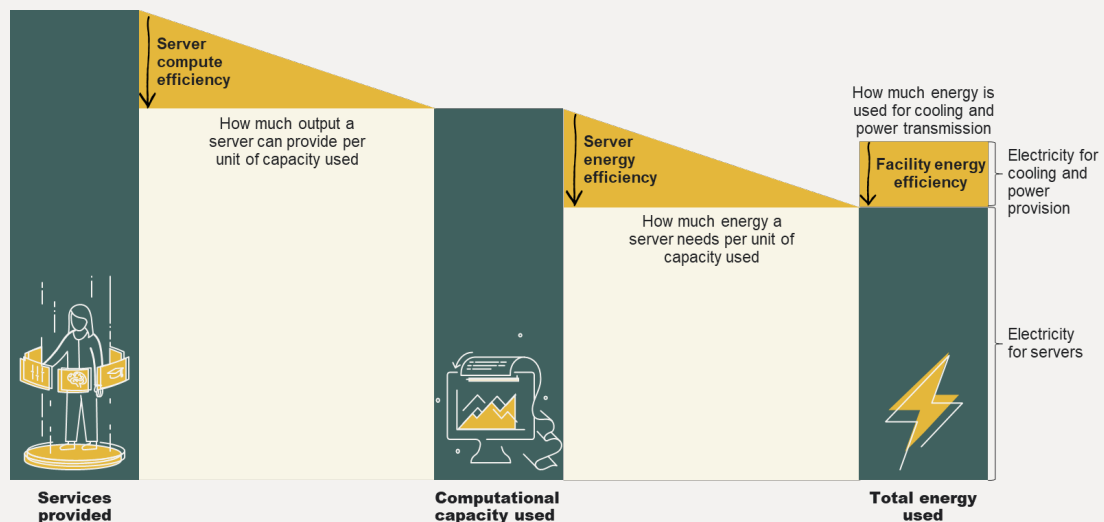 Server
compute
efficiency
How much output a
server can provide per
unit of capacity used
Server
energy
efficiency
How much energy a
server needs per unit of
capacity used
How much energy is
used for cooling and
power transmission
Facility energy
efficiency
Electricity for
cooling and
power
provision
Electricity
for servers
Services
provided
Computational
capacity used
Total energy
used